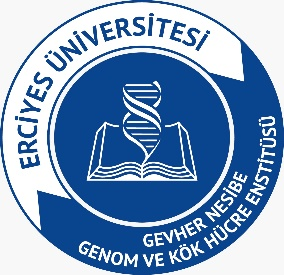 ERCİYES ÜNİVERSİTESİ
GEVHER NESİBE
GENOM VE KÖK HÜCRE ENSTİTÜSÜ